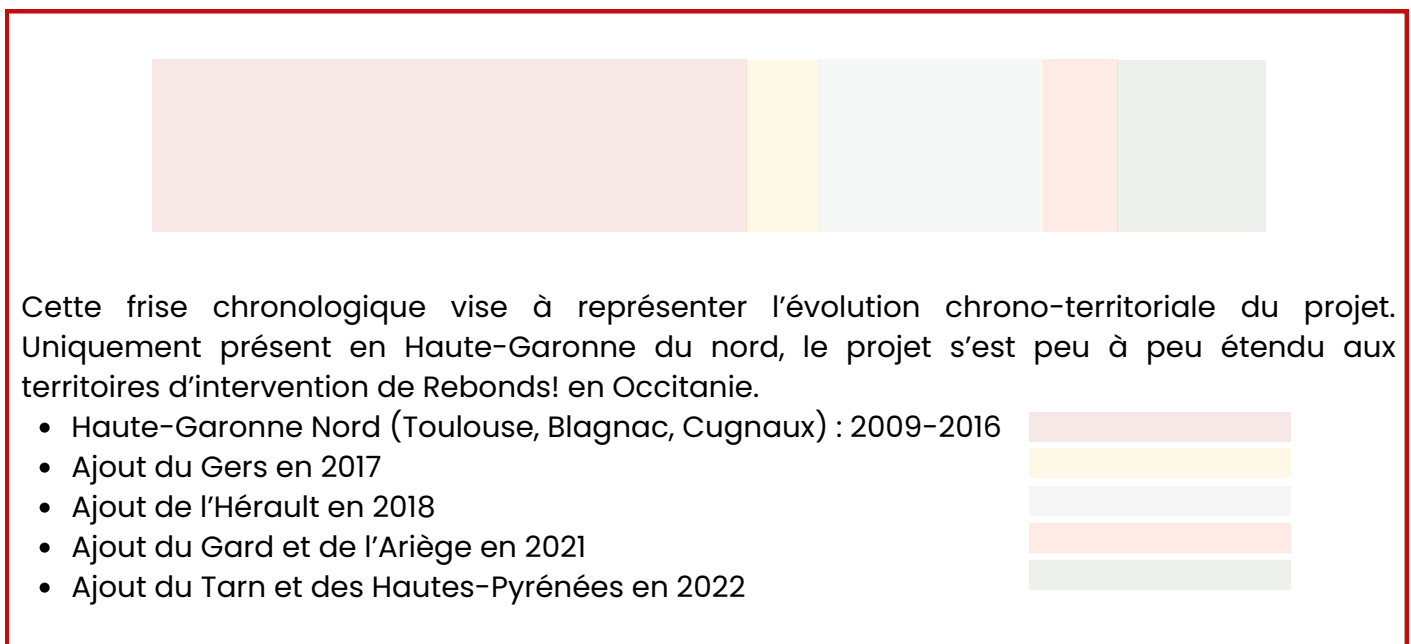 Cette frise chronologique vise à représenter l’évolution chrono-territoriale du projet.
Uniquement présent en Haute-Garonne du nord, le projet s’est peu à peu étendu aux
territoires d’intervention de Rebonds! en Occitanie.
• Haute-Garonne Nord (Toulouse, Blagnac, Cugnaux) : 2009-2016
• Ajout du Gers en 2017
• Ajout de l’Hérault en 2018
• Ajout du Gard et de l’Ariège en 2021
• Ajout du Tarn et des Hautes-Pyrénées en 2022